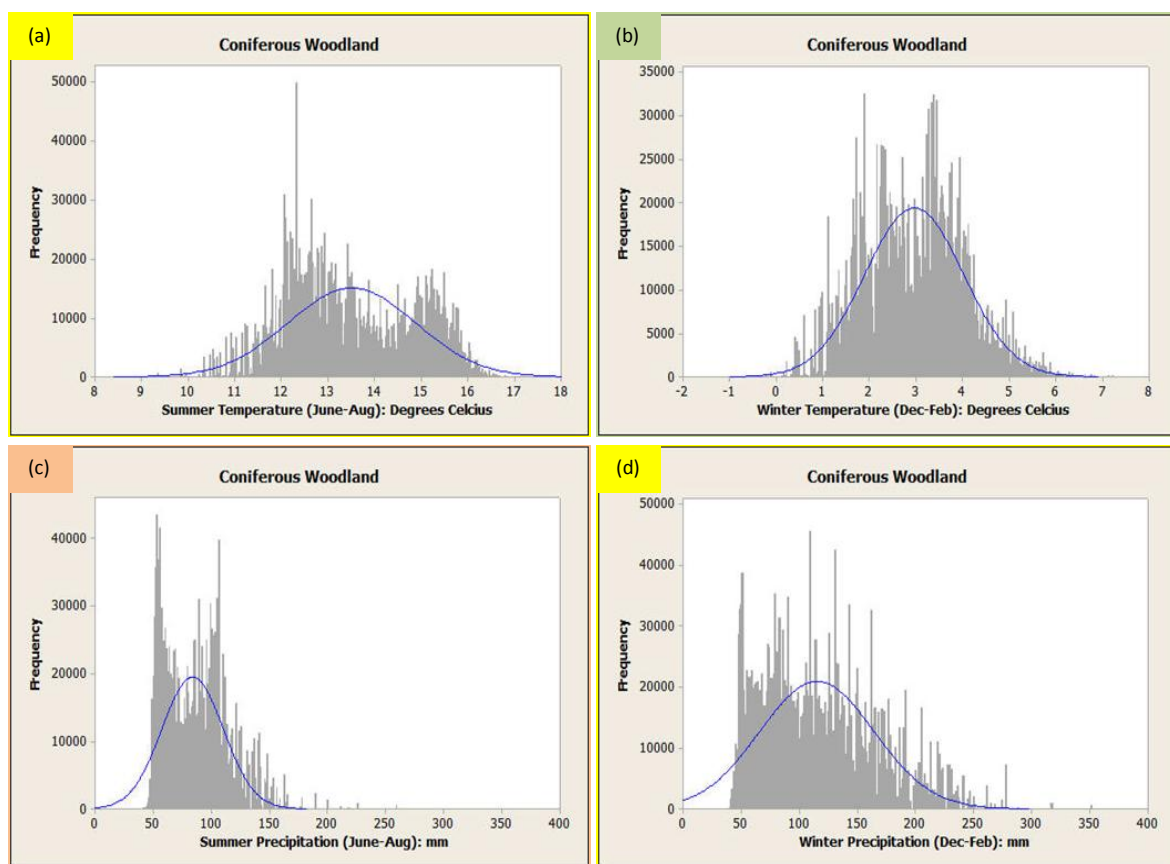 (a)
Coniferous Woodland
50000
40000
30000
20000
10000
0
Frequency
8 9 10 11 12 13 14 15 16 17 18
Summer Temperature (June-Aug): Degrees Celcius
(b)
Coniferous Woodland
35000
30000
25000
20000
15000
10000
5000
0
Frequency
-2 -1 0 1 2 3 4 5 6 7 8
Winter Temperature (Dec-Feb): Degrees Celcius
(c)
Coniferous Woodland
40000
30000
20000
10000
0
Frequency
0 50 100 150 200 250 300 350 400
Summer Precipitation (June-Aug): mm
(d)
Coniferous Woodland
50000
40000
30000
20000
10000
0
Frequency
0 50 100 150 200 250 300 350 400
Winter Precipitation (Dec-Feb): mm